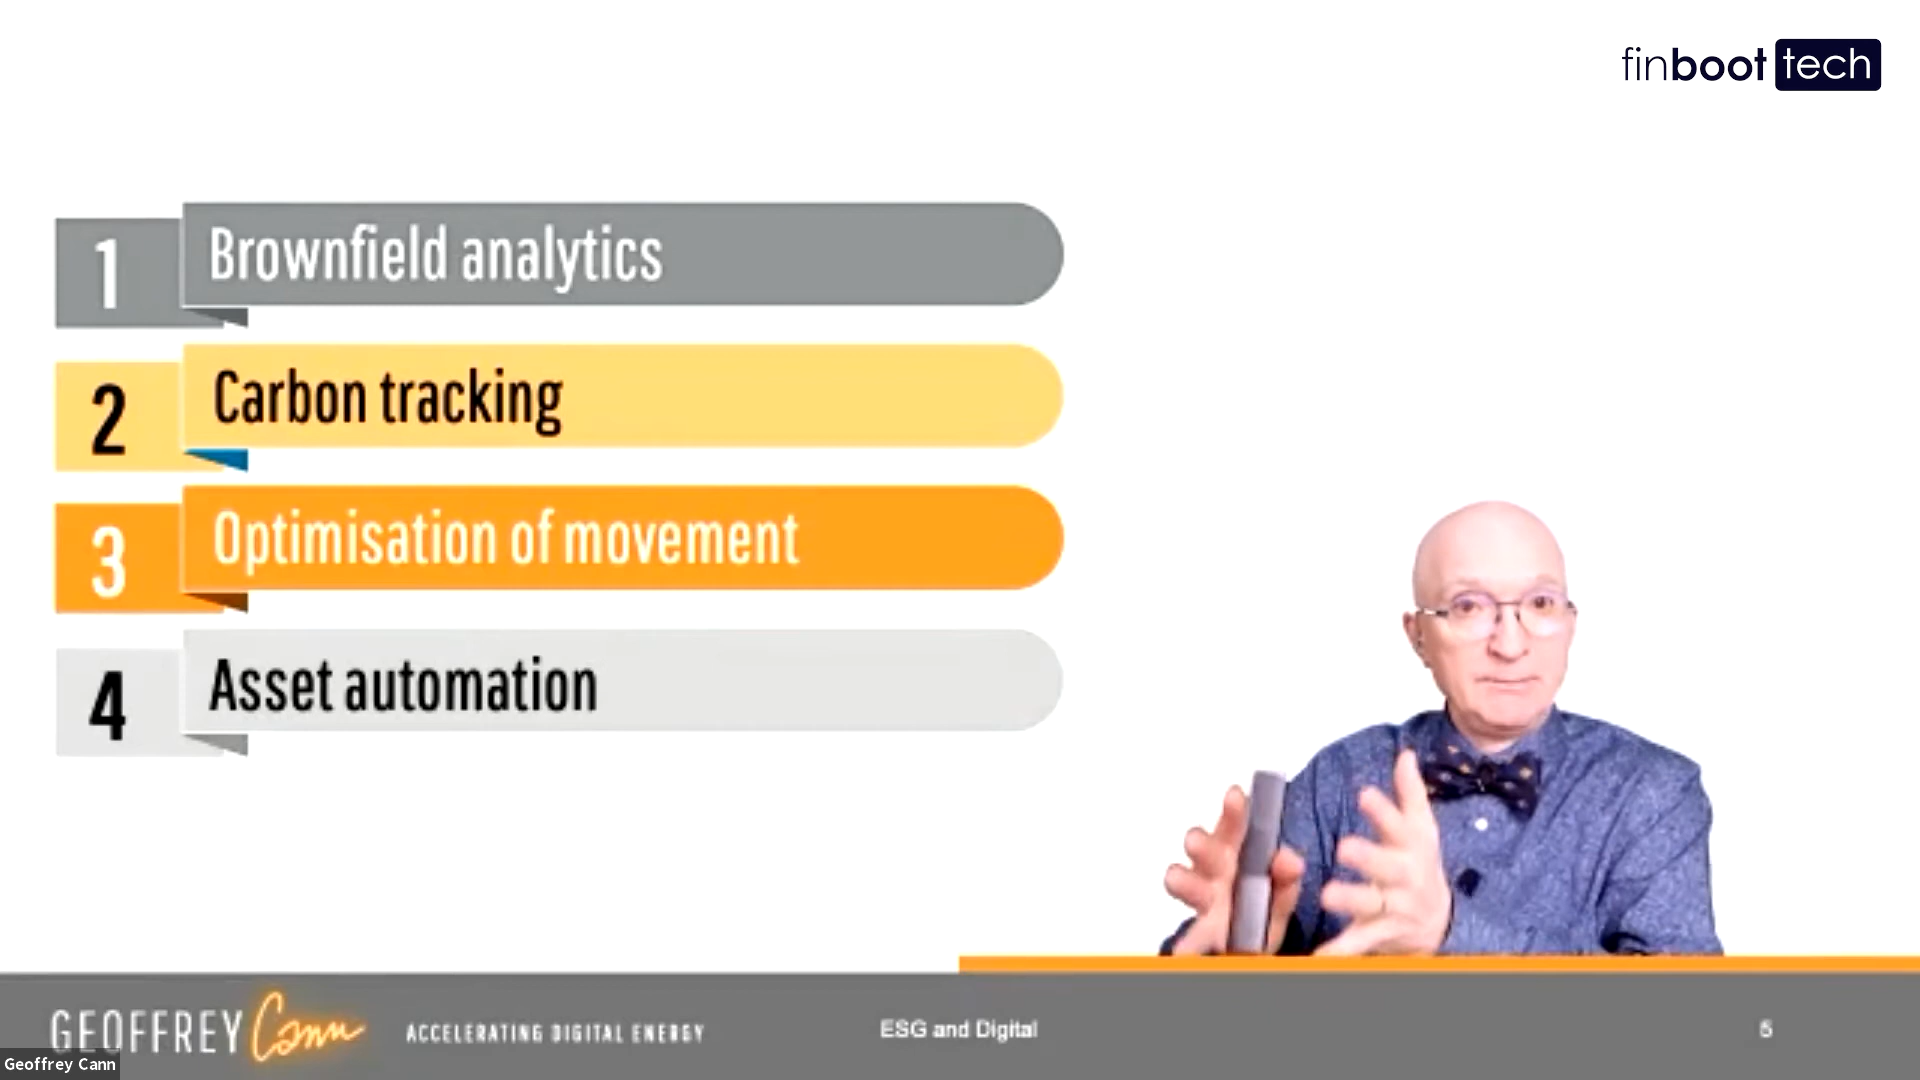 finboot tech
1 Brownfield analytics
2 Carbon tracking
3 Optimisation of movement
4 Asset automation
GEOFFREY Cann ACCELERATING DIGITAL ENERGY ESG and Digital 5
Geoffrey Cann